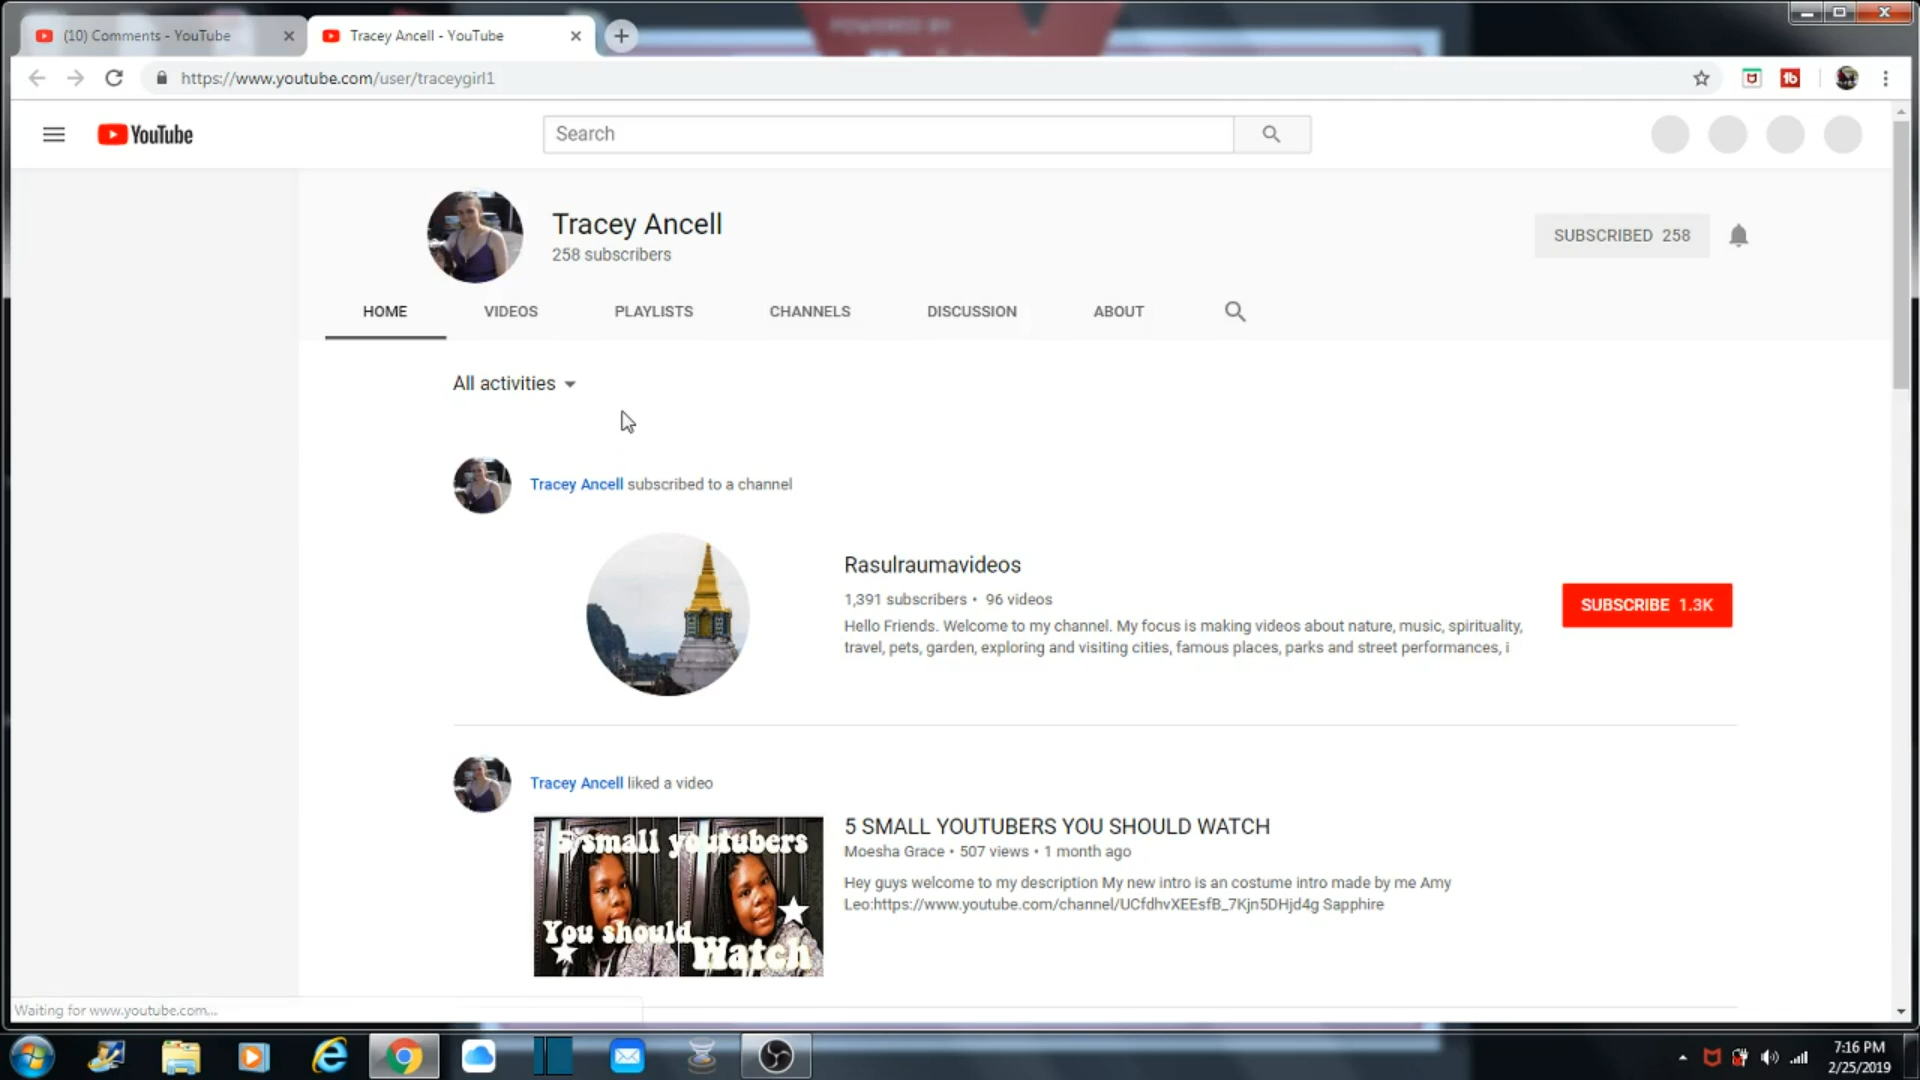 POWERED BY
(10) Comments - YouTube
Tracey Ancell - YouTube
https://www.youtube.com/user/traceygirl1
YouTube
Search
Tracey Ancell
258 subscribers
SUBSCRIBED 258
HOME VIDEOS PLAYLISTS CHANNELS DISCUSSION ABOUT
All activities
Tracey Ancell subscribed to a channel
Rasulraumavideos
1,391 subscribers • 96 videos
Hello Friends. Welcome to my channel. My focus is making videos about nature, music, spirituality,
travel, pets, garden, exploring and visiting cities, famous places, parks and street performances, i
SUBSCRIBE 1.3K
Tracey Ancell liked a video
5 small youtubers
You should
Watch
5 SMALL YOUTUBERS YOU SHOULD WATCH
Moesha Grace • 507 views • 1 month ago
Hey guys welcome to my description My new intro is an costume intro made by me Amy
Leo:https://www.youtube.com/channel/UCfdhvXEEsfB_7Kjn5DHjd4g Sapphire
Waiting for www.youtube.com...
7:16 PM
2/25/2019